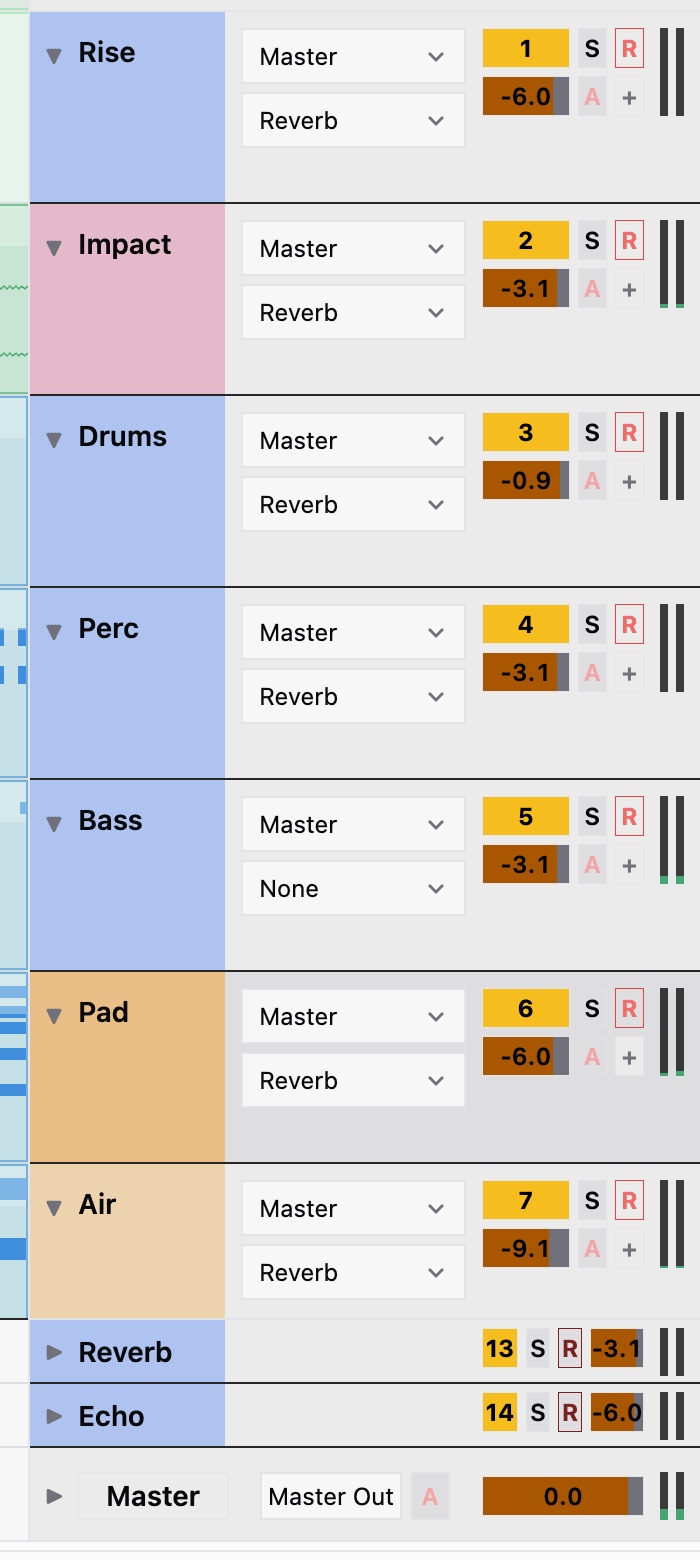 Rise Master 1 S R
Reverb -6.0 A +
Impact Master 2 S R
Reverb -3.1 A +
Drums Master 3 S R
Reverb -0.9 A +
Perc Master 4 S R
Reverb -3.1 A +
Bass Master 5 S R
None -3.1 A +
Pad Master 6 S R
Reverb -6.0 A +
Air Master 7 S R
Reverb -9.1 A +
Reverb 13 S R -3.1
Echo 14 S R -6.0
Master Master Out A 0.0